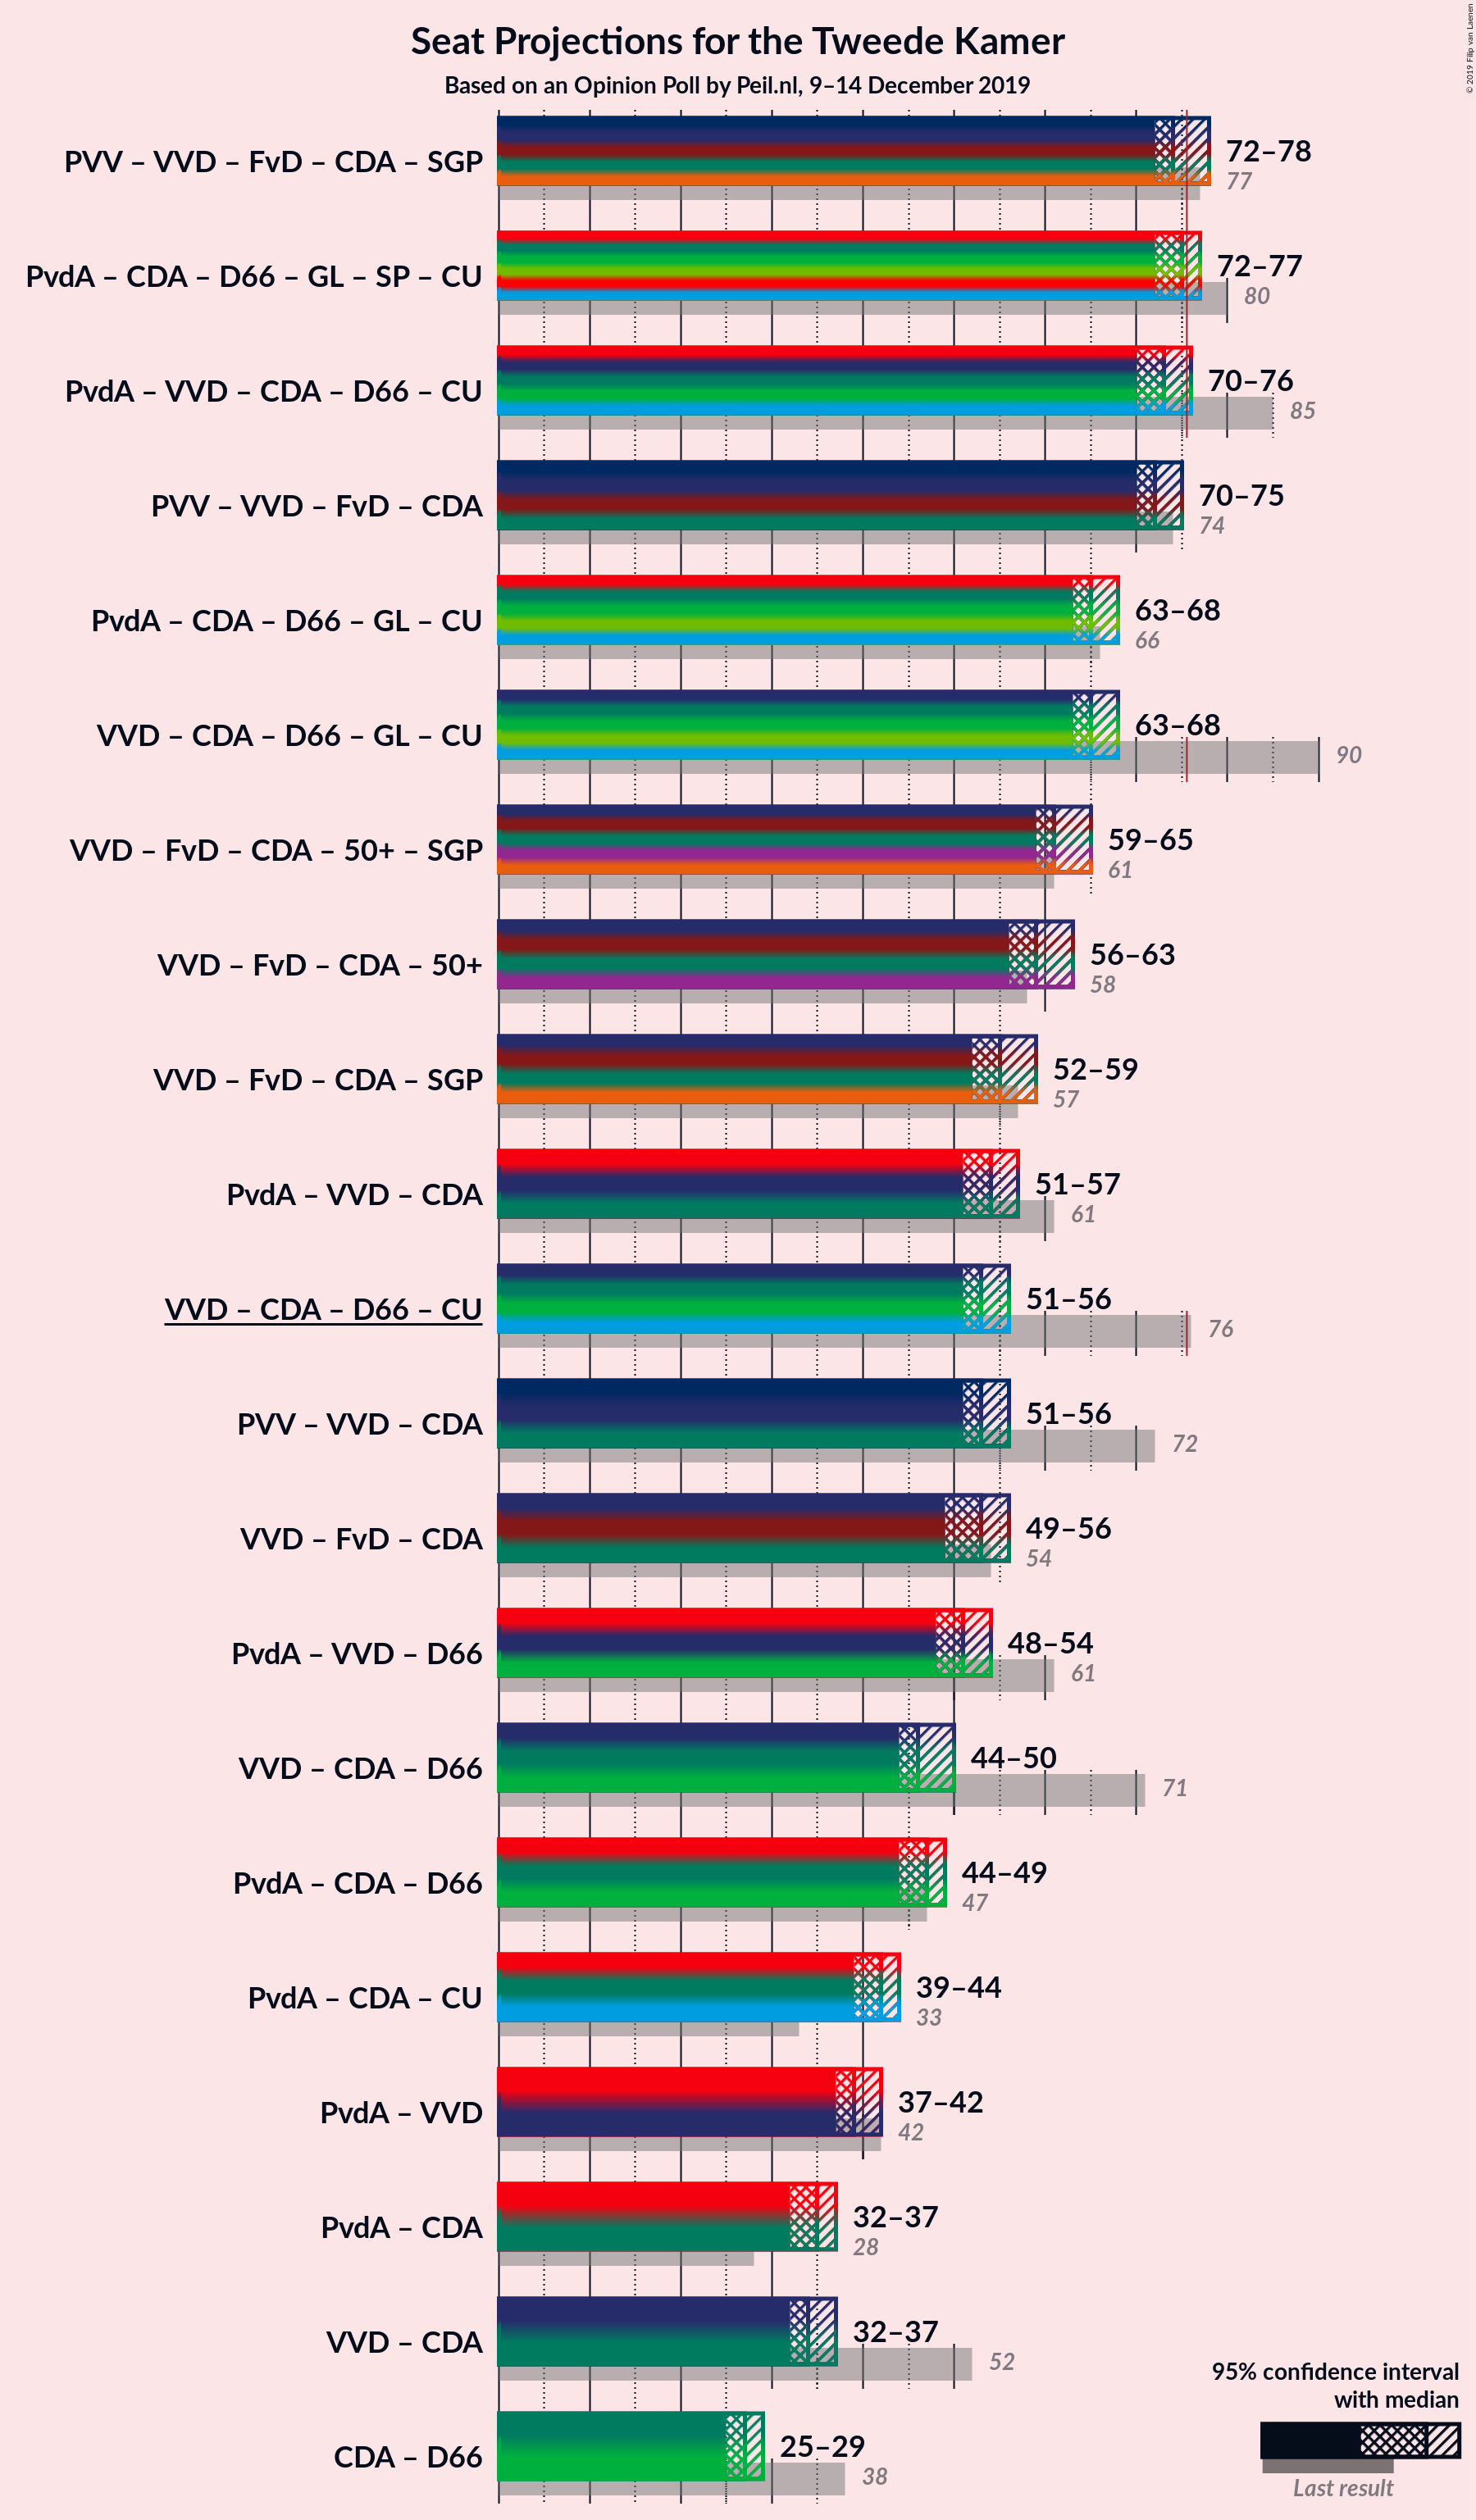 Seat Projections for the Tweede Kamer
Based on an Opinion Poll by Peil.nl, 9–14 December 2019
© 2019 Filip van Laenen
PVV – VVD – FvD – CDA – SGP
72–78
77
PvdA – CDA – D66 – GL – SP – CU
72–77
80
PvdA – VVD – CDA – D66 – CU
70–76
85
PVV – VVD – FvD – CDA
70–75
74
PvdA – CDA – D66 – GL – CU
63–68
66
VVD – CDA – D66 – GL – CU
63–68
90
VVD – FvD – CDA – 50+ – SGP
59–65
61
VVD – FvD – CDA – 50+
56–63
58
VVD – FvD – CDA – SGP
52–59
57
PvdA – VVD – CDA
51–57
61
VVD – CDA – D66 – CU
51–56
76
PVV – VVD – CDA
51–56
72
VVD – FvD – CDA
49–56
54
PvdA – VVD – D66
48–54
61
VVD – CDA – D66
44–50
71
PvdA – CDA – D66
44–49
47
PvdA – CDA – CU
39–44
33
PvdA – VVD
37–42
42
PvdA – CDA
32–37
28
VVD – CDA
32–37
52
CDA – D66
25–29
38
95% confidence interval
with median
Last result